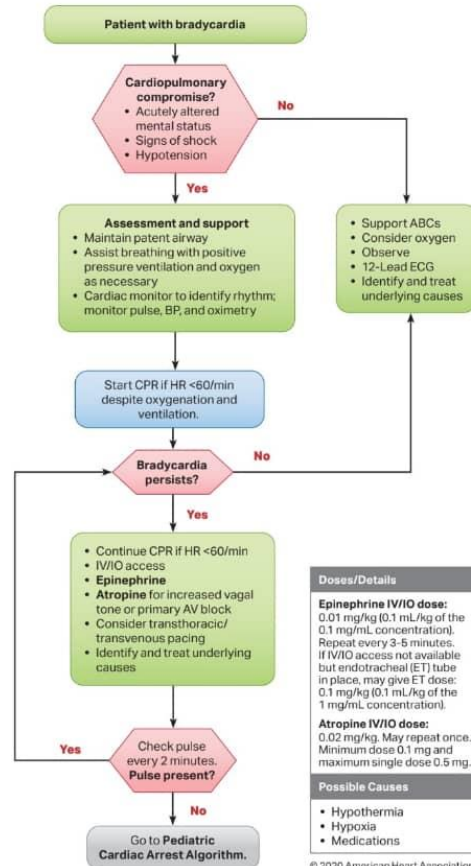 Patient with bradycardia
Cardiopulmonary
compromise?
• Acutely altered
mental status
• Signs of shock
• Hypotension
No
Yes
Assessment and support
• Maintain patent airway
• Assist breathing with positive
pressure ventilation and oxygen
as necessary
• Cardiac monitor to identify rhythm;
monitor pulse, BP, and oximetry
• Support ABCs
• Consider oxygen
• Observe
• 12-Lead ECG
• Identify and treat
underlying causes
Start CPR if HR <60/min
despite oxygenation and
ventilation.
Bradycardia
persists?
No
Yes
• Continue CPR if HR <60/min
• IV/IO access
• Epinephrine
• Atropine for increased vagal
tone or primary AV block
• Consider transthoracic/
transvenous pacing
• Identify and treat underlying
causes
Yes
Check pulse
every 2 minutes.
Pulse present?
No
Go to Pediatric
Cardiac Arrest Algorithm.
Doses/Details
Epinephrine IV/IO dose:
0.01 mg/kg (0.1 mL/kg of the
0.1 mg/mL concentration).
Repeat every 3-5 minutes.
If IV/IO access not available
but endotracheal (ET) tube
in place, may give ET dose:
0.1 mg/kg (0.1 mL/kg of the
1 mg/mL concentration).
Atropine IV/IO dose:
0.02 mg/kg. May repeat once.
Minimum dose 0.1 mg and
maximum single dose 0.5 mg.
Possible Causes
• Hypothermia
• Hypoxia
• Medications
© 2020 American Heart Association